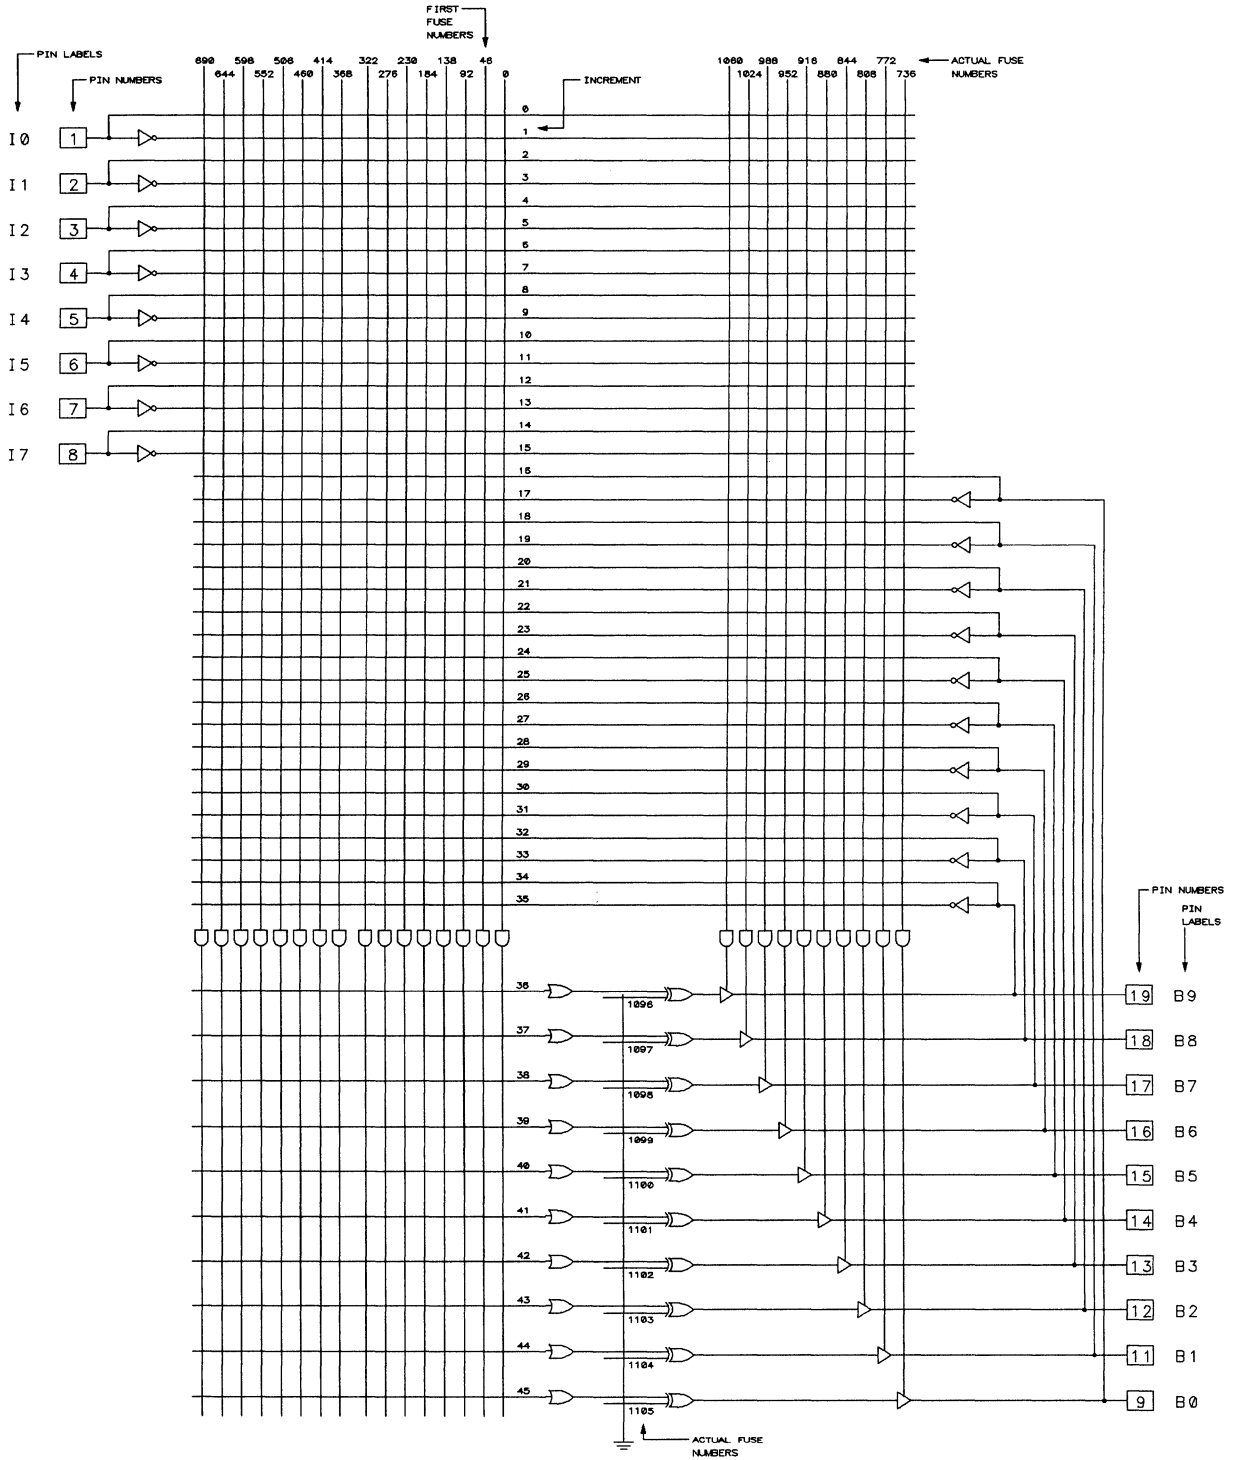 FIRST
FUSE
NUMBERS
PIN LABELS
PIN NUMBERS
690 598 506 414 322 230 138 46
644 552 460 368 276 184 92 0
1060 988 916 844 772
1024 952 880 808 736
ACTUAL FUSE
NUMBERS
INCREMENT
0
I0 1 1
2
I1 2 3
4
I2 3 5
6
I3 4 7
8
I4 5 9
10
I5 6 11
12
I6 7 13
14
I7 8 15
16
17
18
19
20
21
22
23
24
25
26
27
28
29
30
31
32
33
34
35
PIN NUMBERS
PIN
LABELS
36 1096 19 B9
37 1097 18 B8
38 1098 17 B7
39 1099 16 B6
40 1100 15 B5
41 1101 14 B4
42 1102 13 B3
43 1103 12 B2
44 1104 11 B1
45 1105 9 B0
ACTUAL FUSE
NUMBERS